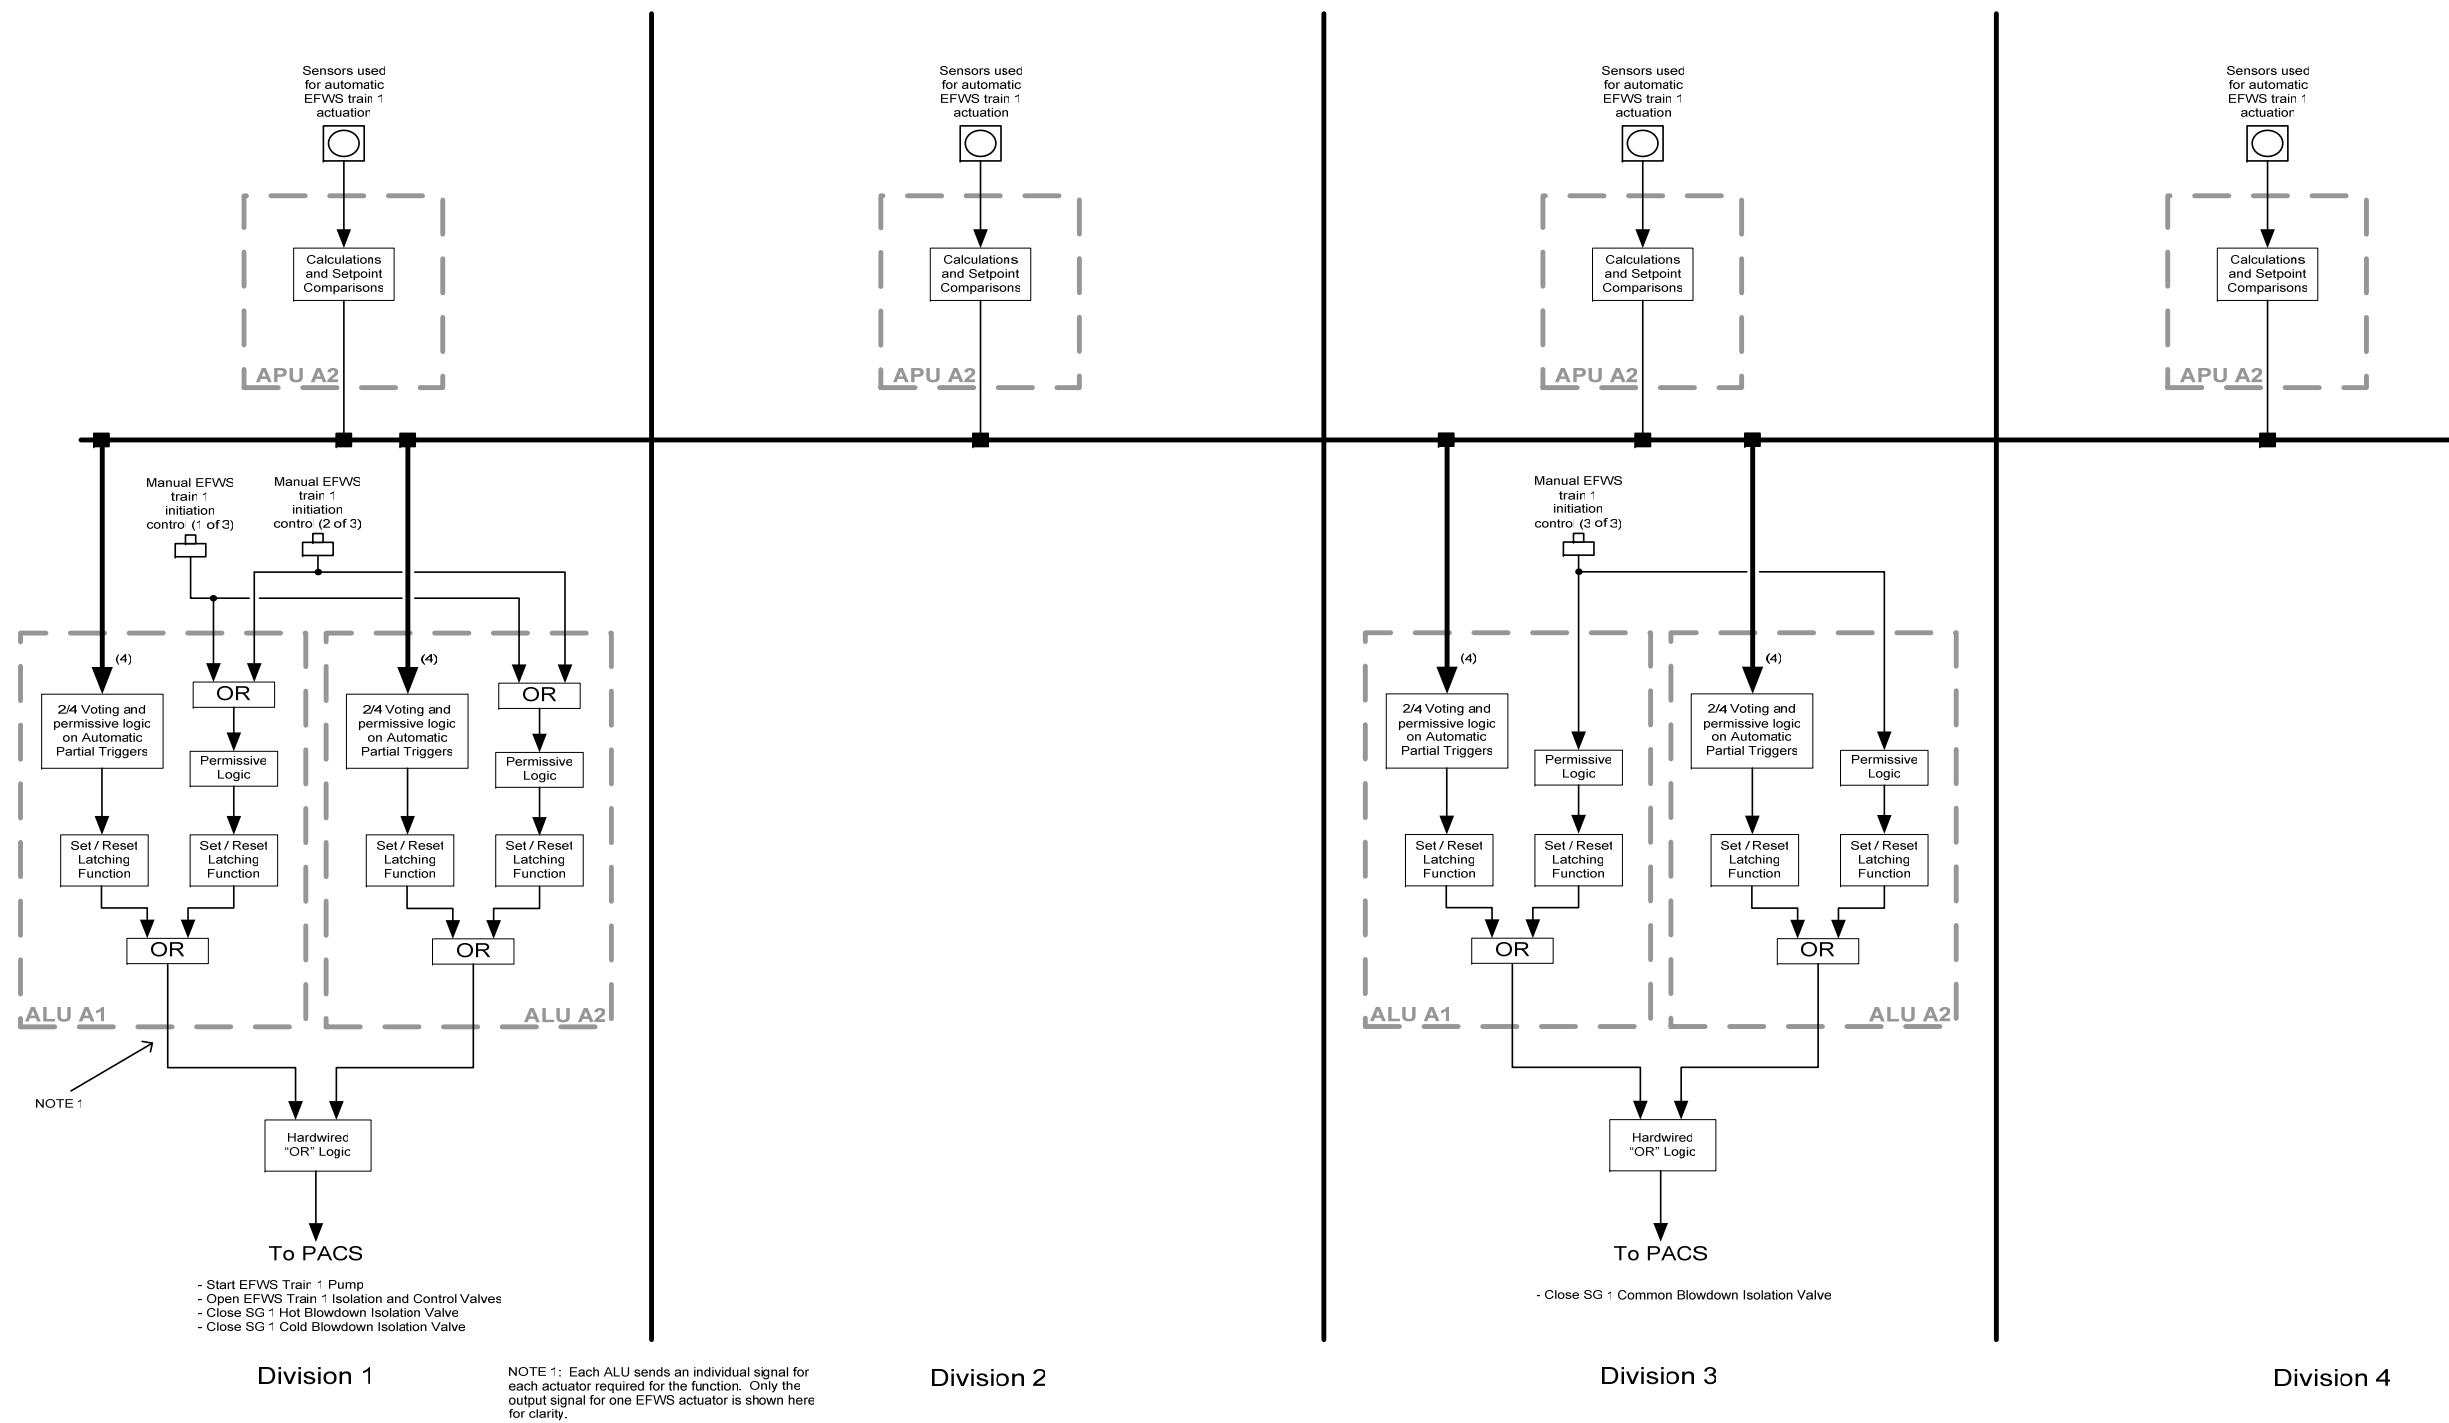 Sensors used
for automatic
EFWS train 1
actuation
Calculations
and Setpoint
Comparisons
APU A2
Sensors used
for automatic
EFWS train 1
actuation
Calculations
and Setpoint
Comparisons
APU A2
Sensors used
for automatic
EFWS train 1
actuation
Calculations
and Setpoint
Comparisons
APU A2
Sensors used
for automatic
EFWS train 1
actuation
Calculations
and Setpoint
Comparisons
APU A2
Manual EFWS
train 1
initiation
control (1 of 3)
Manual EFWS
train 1
initiation
control (2 of 3)
(4)
OR
2/4 Voting and
permissive logic
on Automatic
Partial Triggers
Permissive
Logic
Set / Reset
Latching
Function
Set / Reset
Latching
Function
OR
ALU A1
(4)
OR
2/4 Voting and
permissive logic
on Automatic
Partial Triggers
Permissive
Logic
Set / Reset
Latching
Function
Set / Reset
Latching
Function
OR
ALU A2
NOTE 1
Hardwired
“OR” Logic
To PACS
- Start EFWS Train 1 Pump
- Open EFWS Train 1 Isolation and Control Valves
- Close SG 1 Hot Blowdown Isolation Valve
- Close SG 1 Cold Blowdown Isolation Valve
Manual EFWS
train 1
initiation
control (3 of 3)
(4)
2/4 Voting and
permissive logic
on Automatic
Partial Triggers
Permissive
Logic
Set / Reset
Latching
Function
Set / Reset
Latching
Function
OR
ALU A1
(4)
2/4 Voting and
permissive logic
on Automatic
Partial Triggers
Permissive
Logic
Set / Reset
Latching
Function
Set / Reset
Latching
Function
OR
ALU A2
Hardwired
“OR” Logic
To PACS
- Close SG 1 Common Blowdown Isolation Valve
Division 1
NOTE 1:  Each ALU sends an individual signal for
each actuator required for the function.  Only the
output signal for one EFWS actuator is shown here
for clarity.
Division 2
Division 3
Division 4